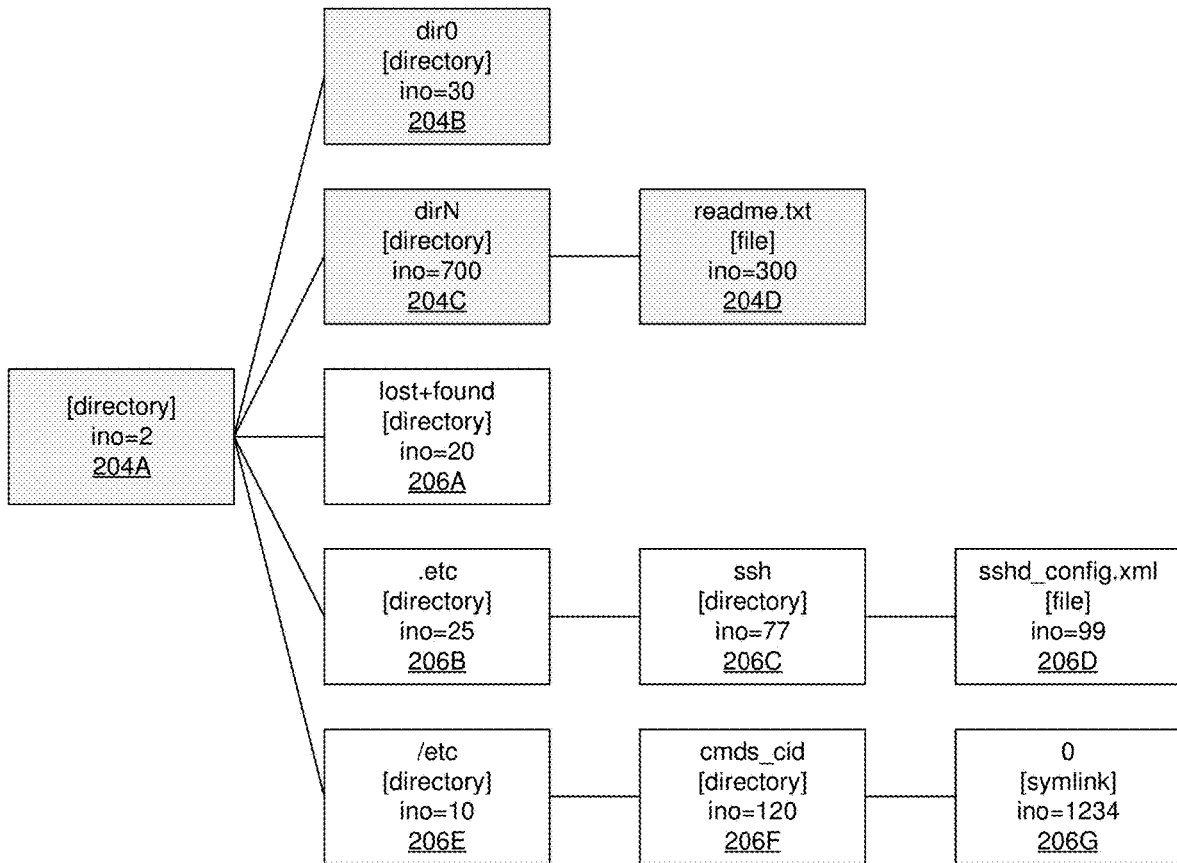 dir0
[directory]
ino=30
204B
dirN
[directory]
ino=700
204C
readme.txt
[file]
ino=300
204D
[directory]
ino=2
204A
lost+found
[directory]
ino=20
206A
.etc
[directory]
ino=25
206B
ssh
[directory]
ino=77
206C
sshd_config.xml
[file]
ino=99
206D
/etc
[directory]
ino=10
206E
cmds_cid
[directory]
ino=120
206F
0
[symlink]
ino=1234
206G